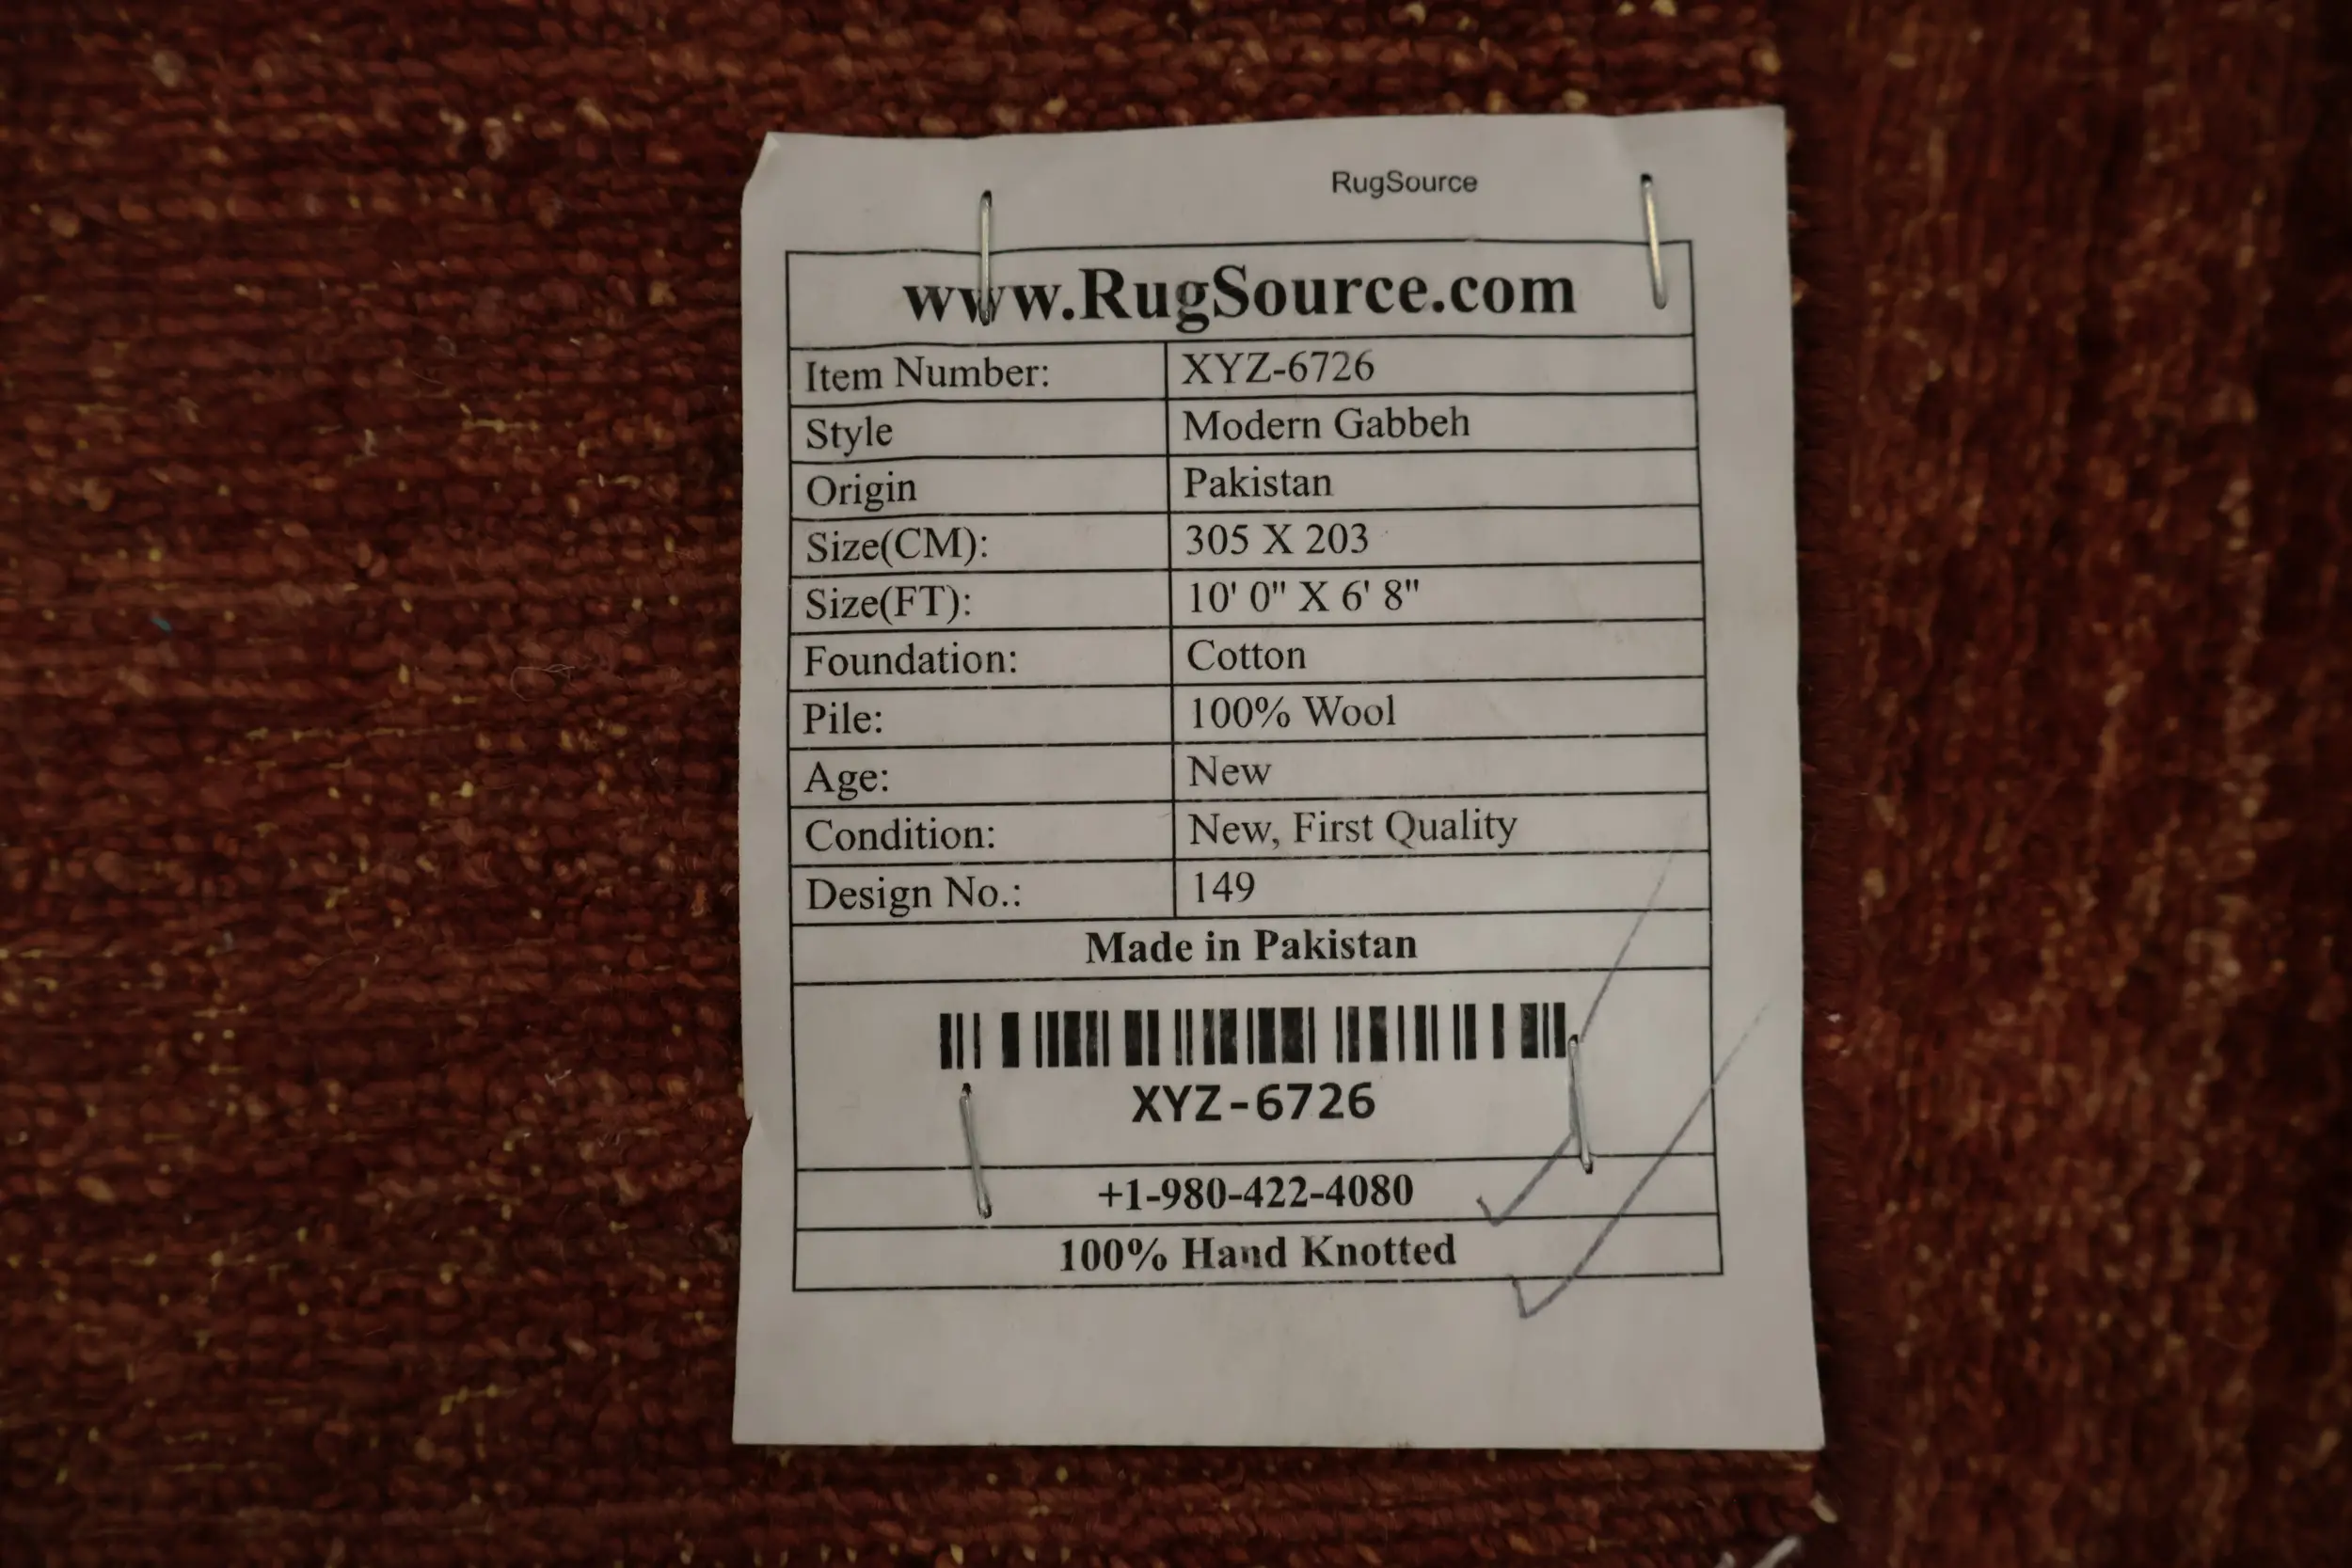 RugSource
www.RugSource.com
Item Number: XYZ-6726
Style Modern Gabbeh
Origin Pakistan
Size(CM): 305 X 203
Size(FT): 10' 0" X 6' 8"
Foundation: Cotton
Pile: 100% Wool
Age: New
Condition: New, First Quality
Design No.: 149
Made in Pakistan
XYZ-6726
+1-980-422-4080
100% Hand Knotted